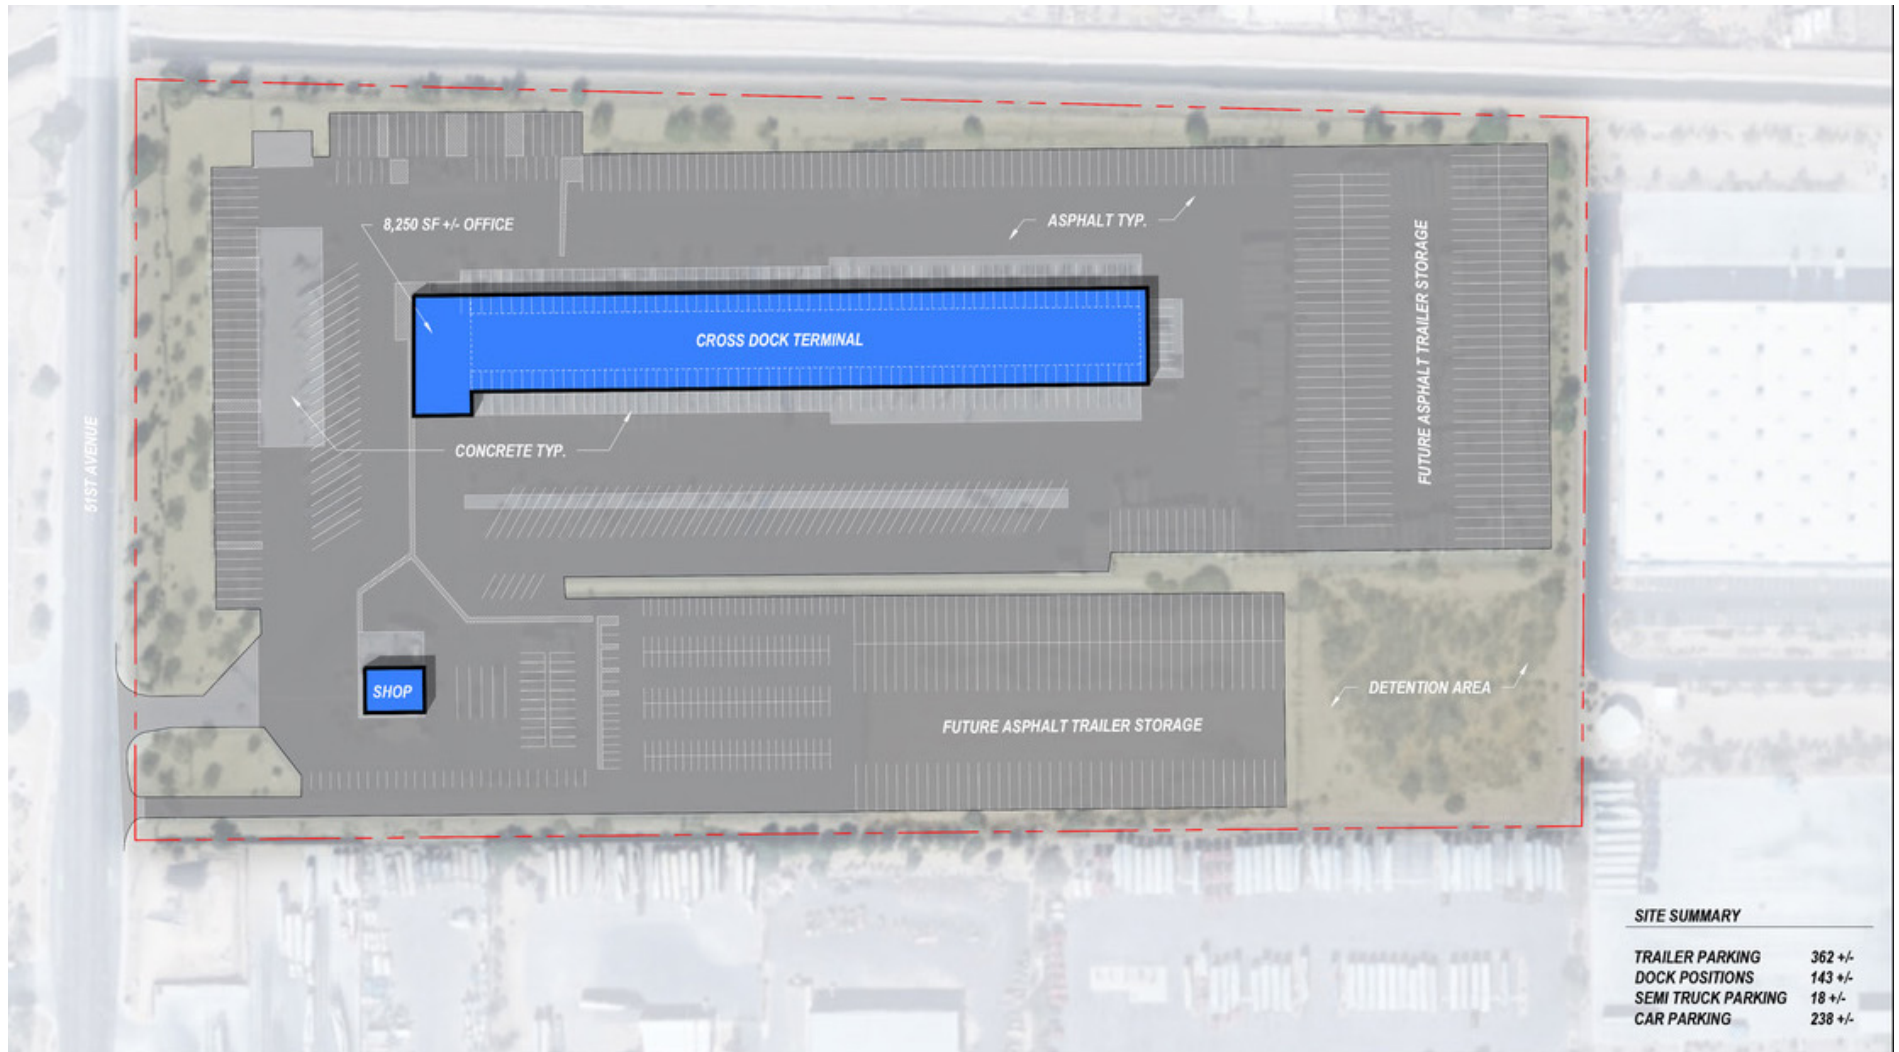 8,250 SF +/- OFFICE
ASPHALT TYP.
CROSS DOCK TERMINAL
FUTURE ASPHALT TRAILER STORAGE
CONCRETE TYP.
51ST AVENUE
SHOP
DETENTION AREA
FUTURE ASPHALT TRAILER STORAGE
SITE SUMMARY
TRAILER PARKING 362 +/-
DOCK POSITIONS 143 +/-
SEMI TRUCK PARKING 18 +/-
CAR PARKING 238 +/-